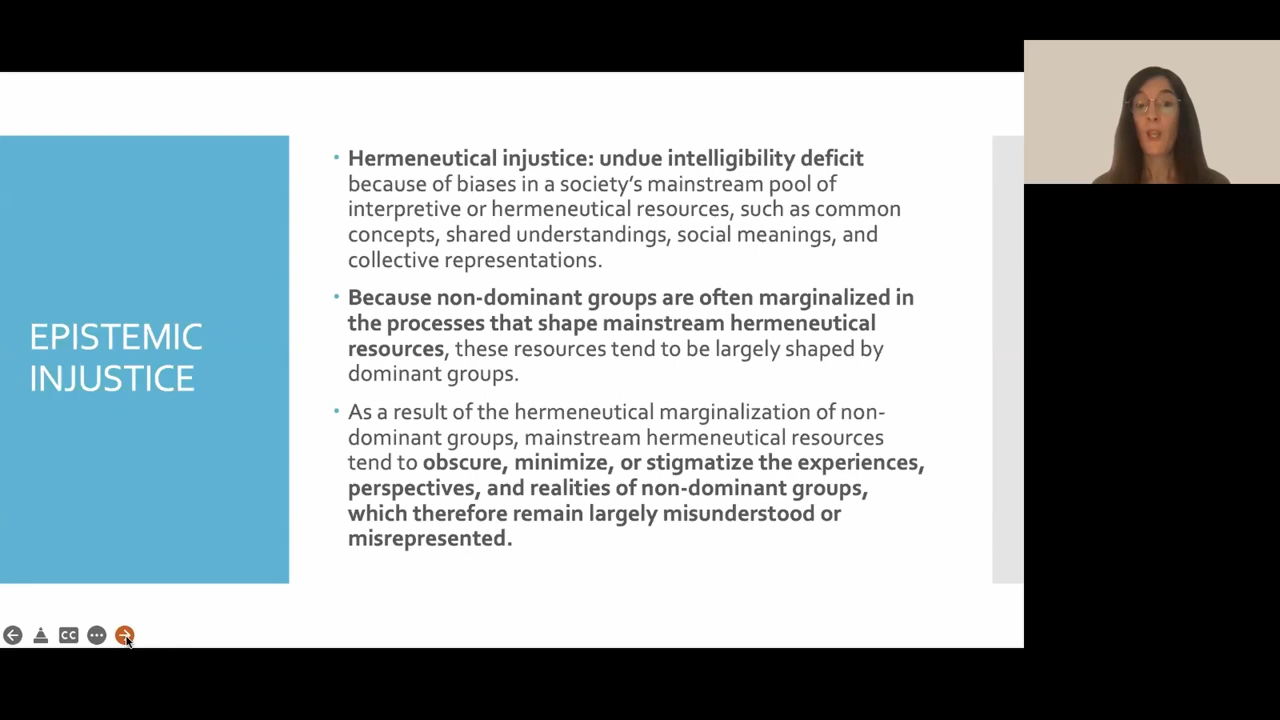 EPISTEMIC
INJUSTICE
• Hermeneutical injustice: undue intelligibility deficit
because of biases in a society’s mainstream pool of
interpretive or hermeneutical resources, such as common
concepts, shared understandings, social meanings, and
collective representations.
• Because non-dominant groups are often marginalized in
the processes that shape mainstream hermeneutical
resources, these resources tend to be largely shaped by
dominant groups.
• As a result of the hermeneutical marginalization of non-
dominant groups, mainstream hermeneutical resources
tend to obscure, minimize, or stigmatize the experiences,
perspectives, and realities of non-dominant groups,
which therefore remain largely misunderstood or
misrepresented.
CC